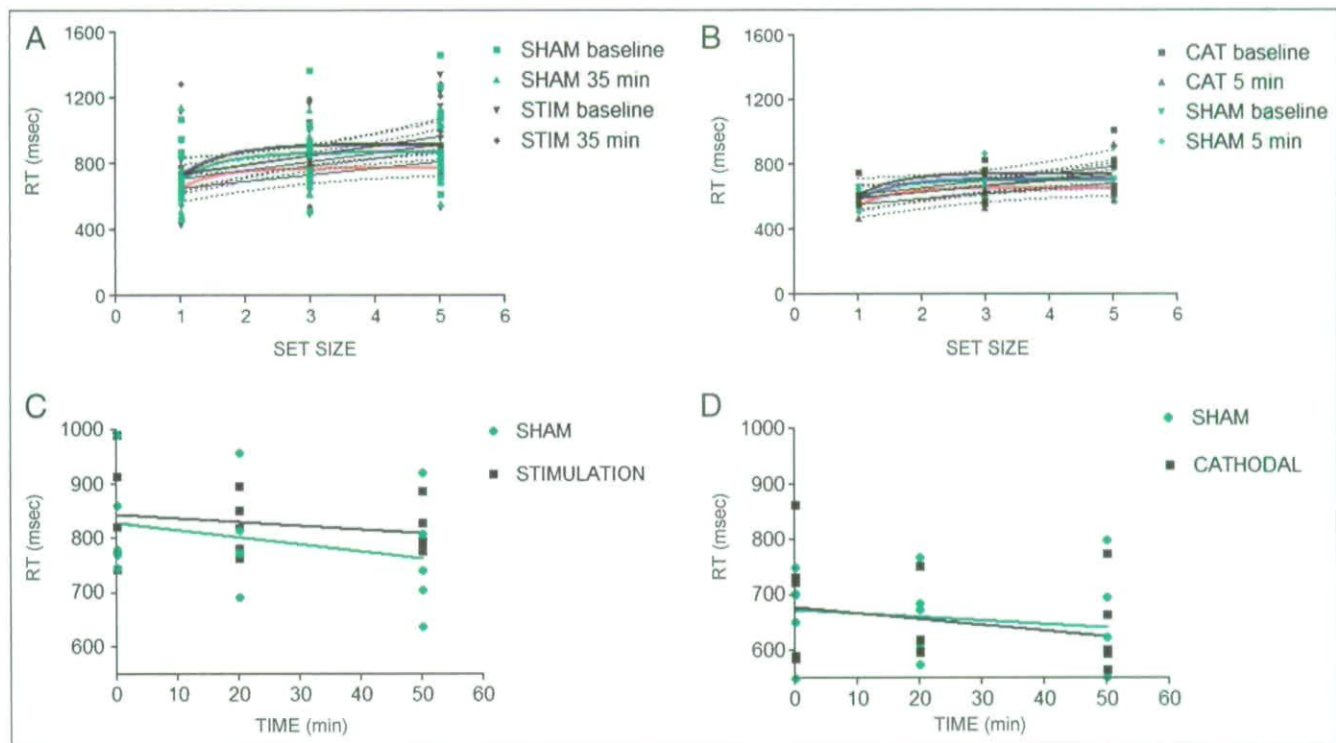 A
1600
1200
800
400
0
RT (msec)
0 1 2 3 4 5 6
SET SIZE
SHAM baseline
SHAM 35 min
STIM baseline
STIM 35 min
B
1600
1200
800
400
0
RT (msec)
0 1 2 3 4 5 6
SET SIZE
CAT baseline
CAT 5 min
SHAM baseline
SHAM 5 min
C
1000
900
800
700
600
RT (msec)
0 10 20 30 40 50 60
TIME (min)
SHAM
STIMULATION
D
1000
900
800
700
600
RT (msec)
0 10 20 30 40 50 60
TIME (min)
SHAM
CATHODAL